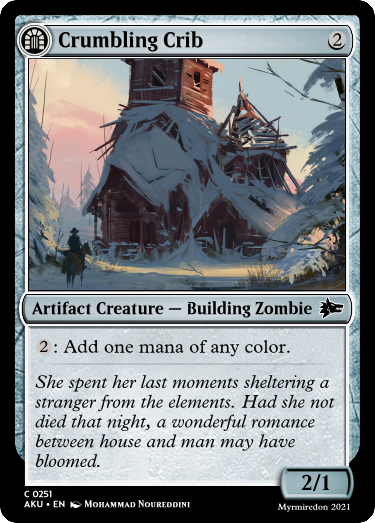 Crumbling Crib 2
Artifact Creature — Building Zombie
2 : Add one mana of any color.
She spent her last moments sheltering a
stranger from the elements. Had she not
died that night, a wonderful romance
between house and man may have
bloomed.
2/1
C 0251
AKU • EN Mohammad Noureddini
Myrmiredon 2021